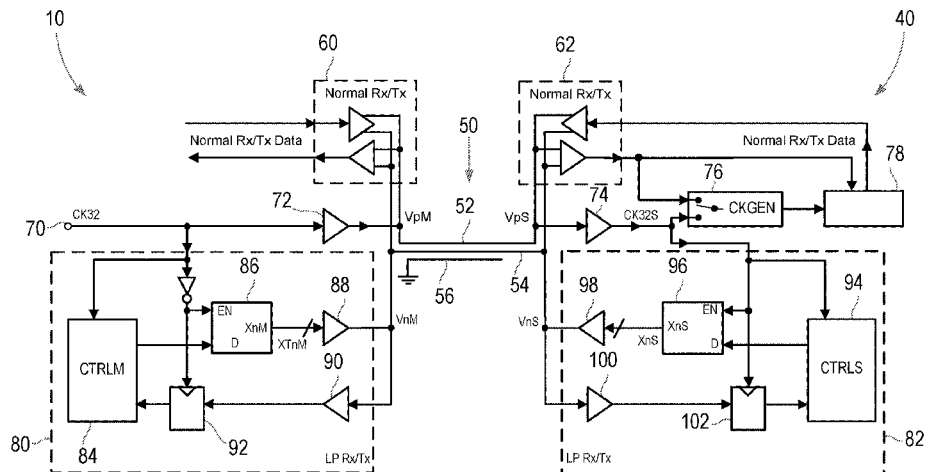 10
60
62
40
Normal Rx/Tx
Normal Rx/Tx
Normal Rx/Tx Data
50
Normal Rx/Tx Data
76
78
72
52
74
CKGEN
70
CK32
VpM
VpS
CK32S
86
88
56
54
98
96
94
EN
XnM
D
XTnM
VnM
VnS
XnS
EN
XnS
D
CTRLM
90
100
CTRLS
80
84
92
LP Rx/Tx
LP Rx/Tx
102
82